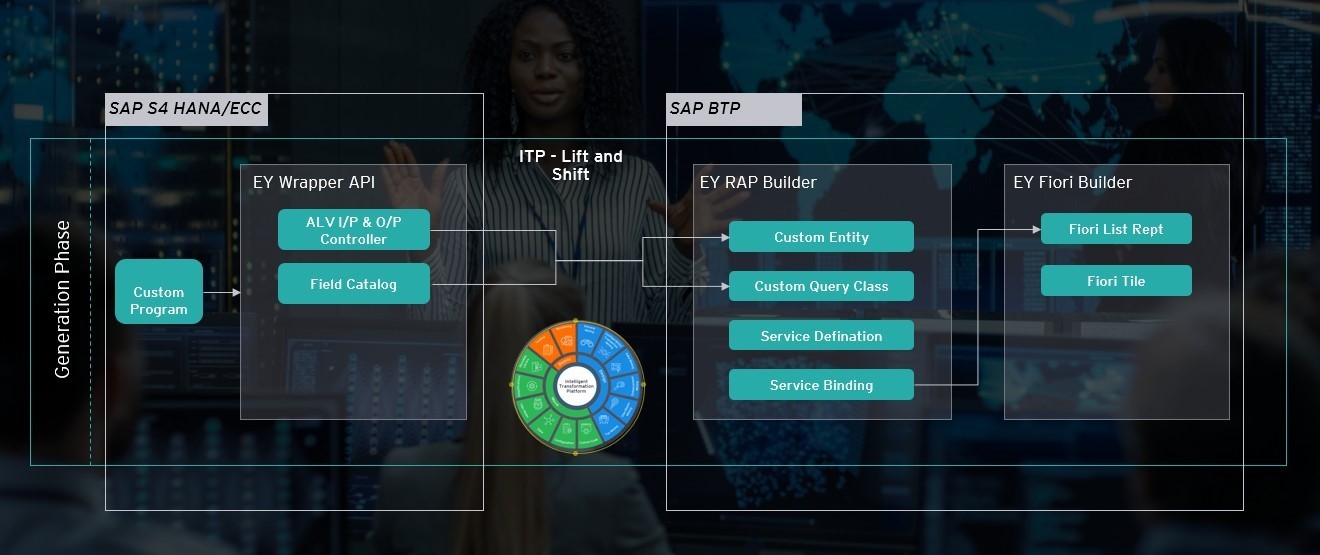 SAP S4 HANA/ECC
SAP BTP
ITP - Lift and
Shift
Generation Phase
Custom
Program
EY Wrapper API
ALV I/P & O/P
Controller
Field Catalog
Intelligent
Transformation
Platform
EY RAP Builder
Custom Entity
Custom Query Class
Service Defination
Service Binding
EY Fiori Builder
Fiori List Rept
Fiori Tile